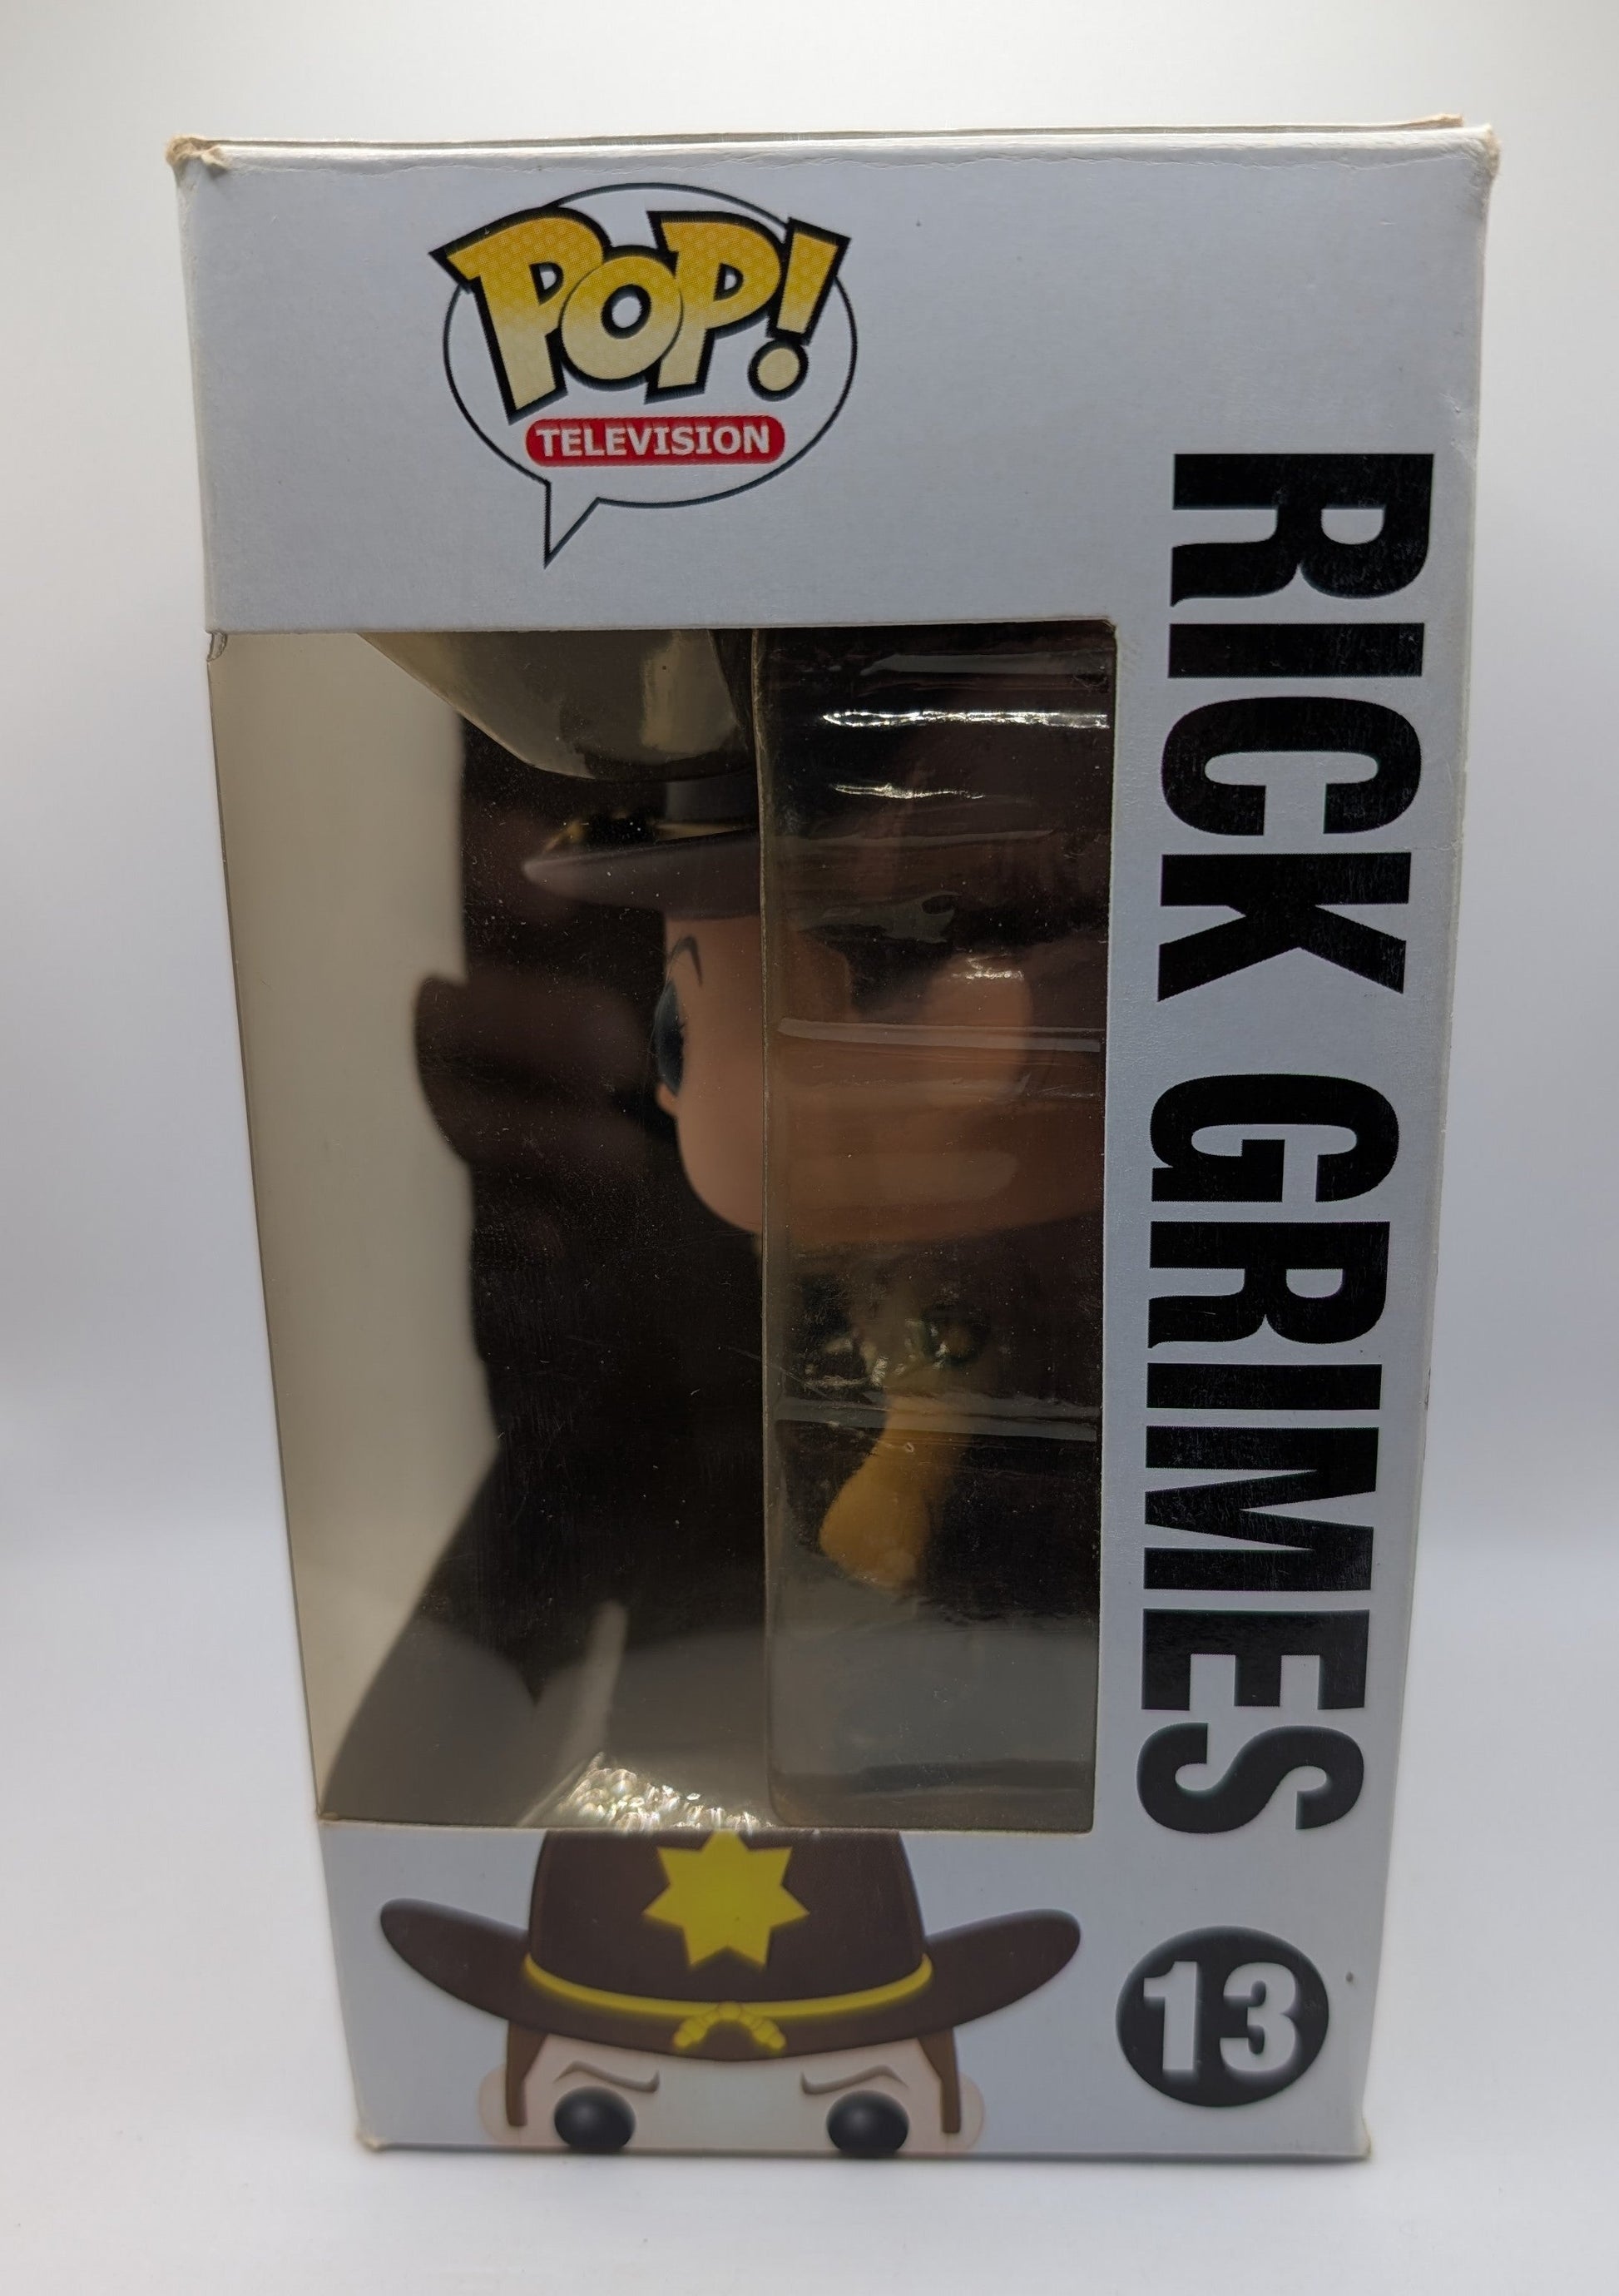 POP!
TELEVISION
RICK GRIMES
13